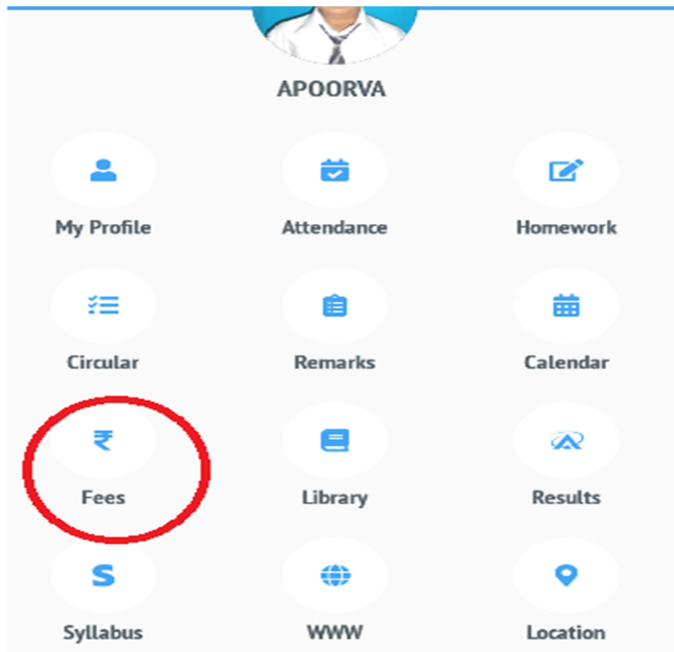 APOORVA
My Profile Attendance Homework
Circular Remarks Calendar
₹
Fees Library Results
S
Syllabus WWW Location